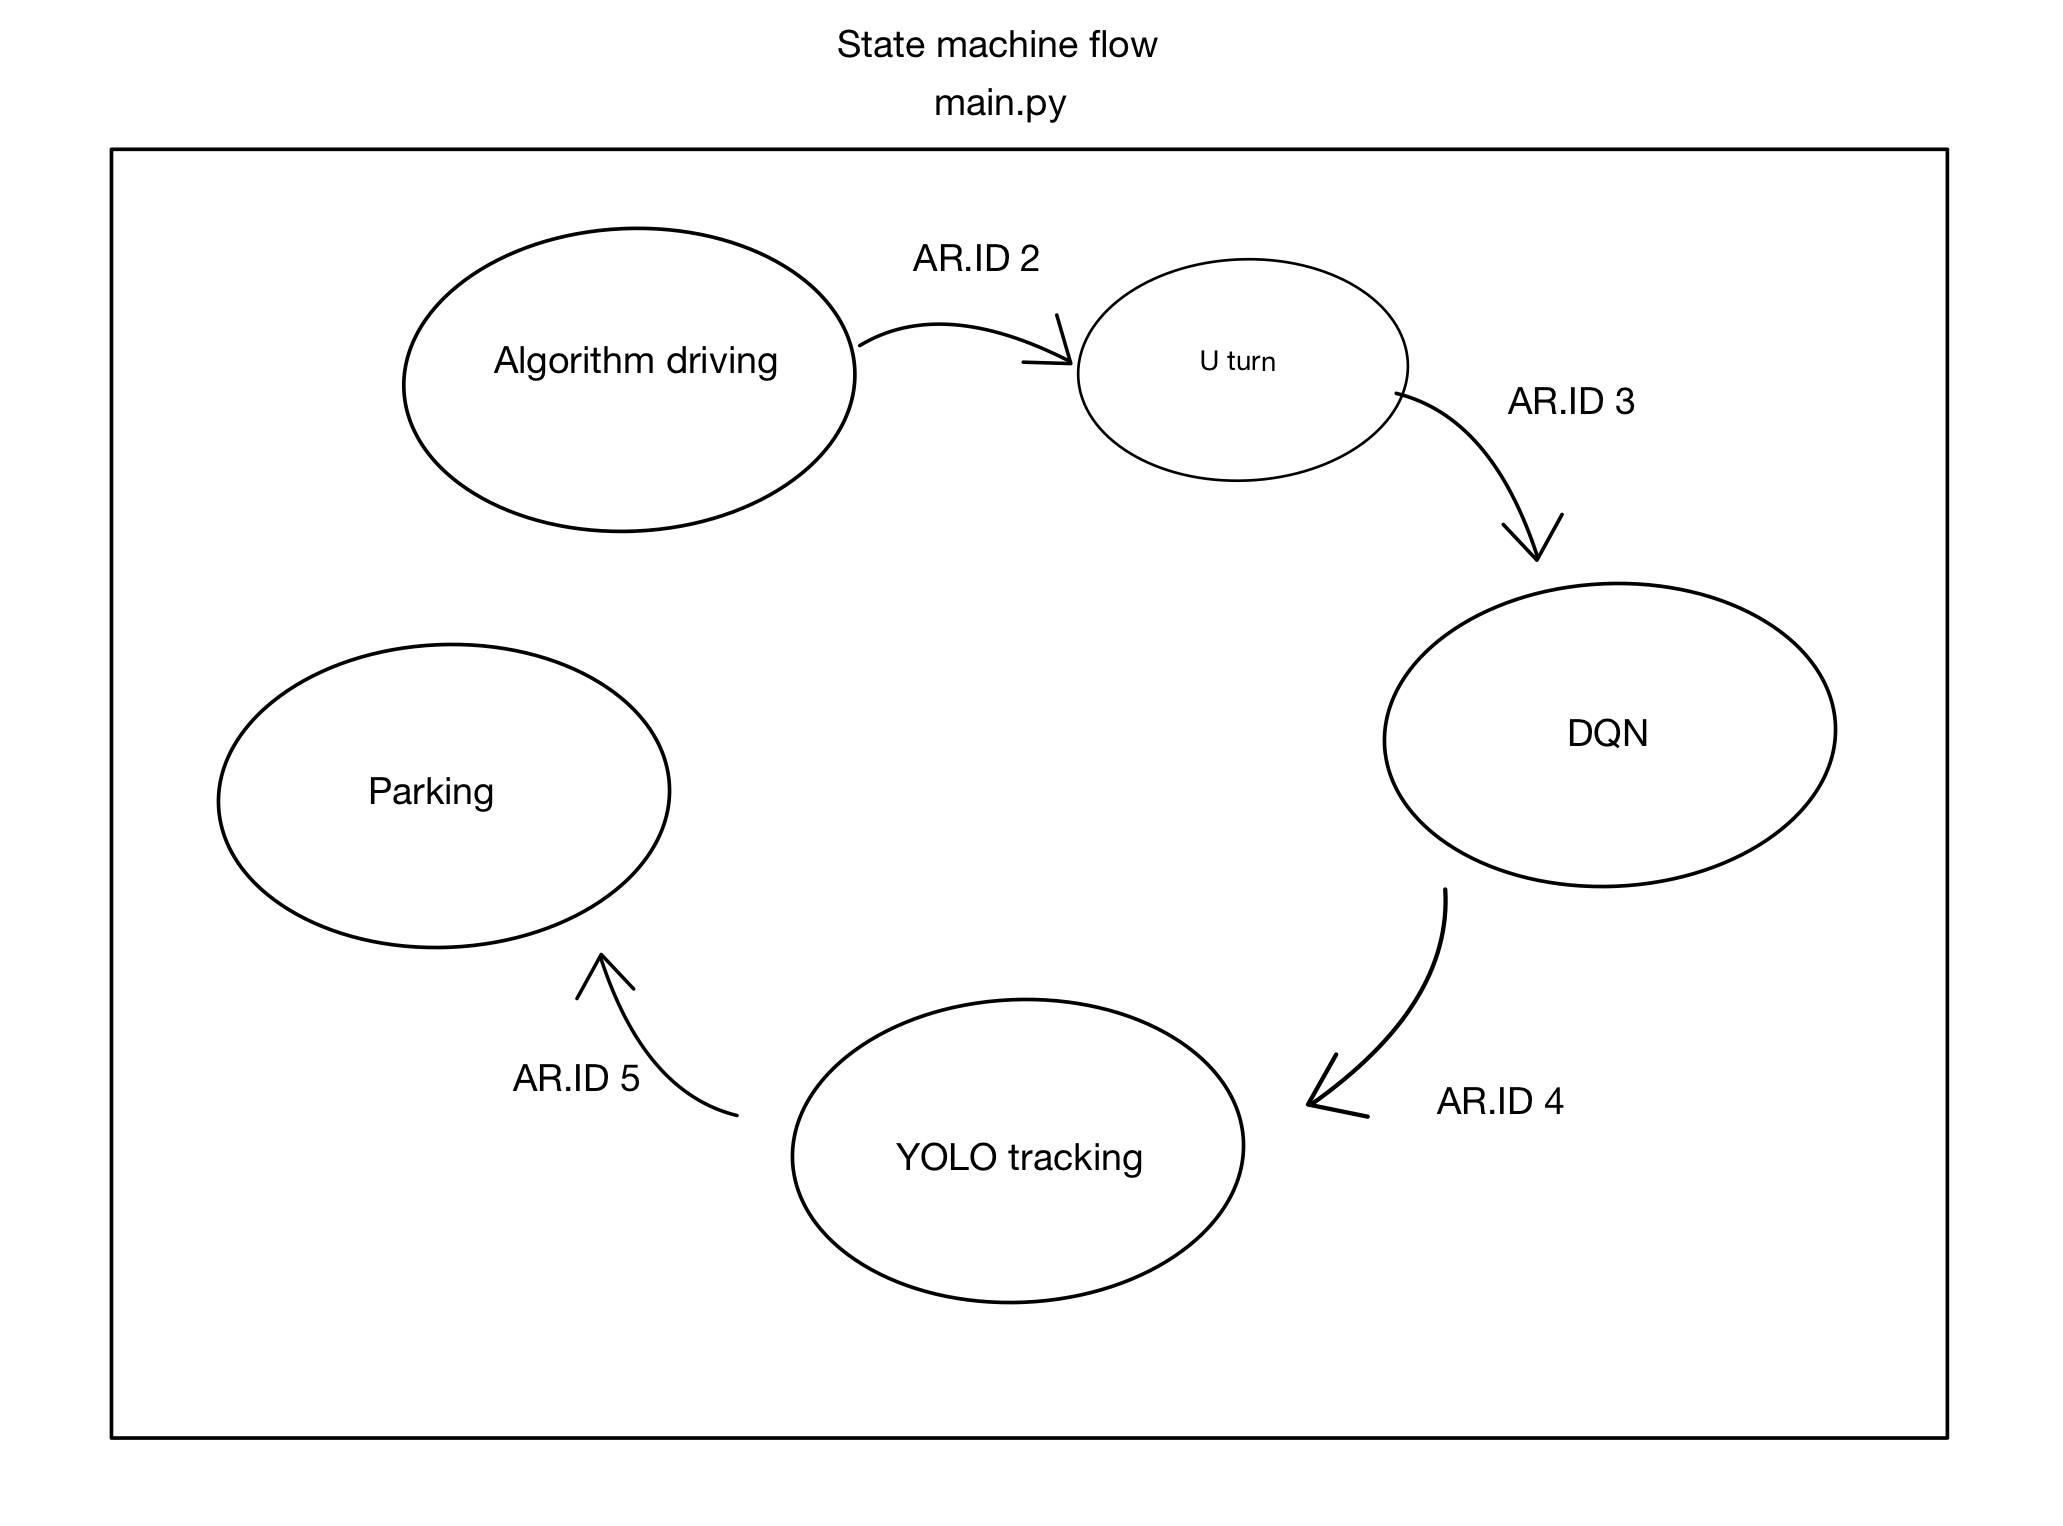 State machine flow
main.py
AR.ID 2
Algorithm driving
U turn
AR.ID 3
DQN
Parking
AR.ID 5
AR.ID 4
YOLO tracking